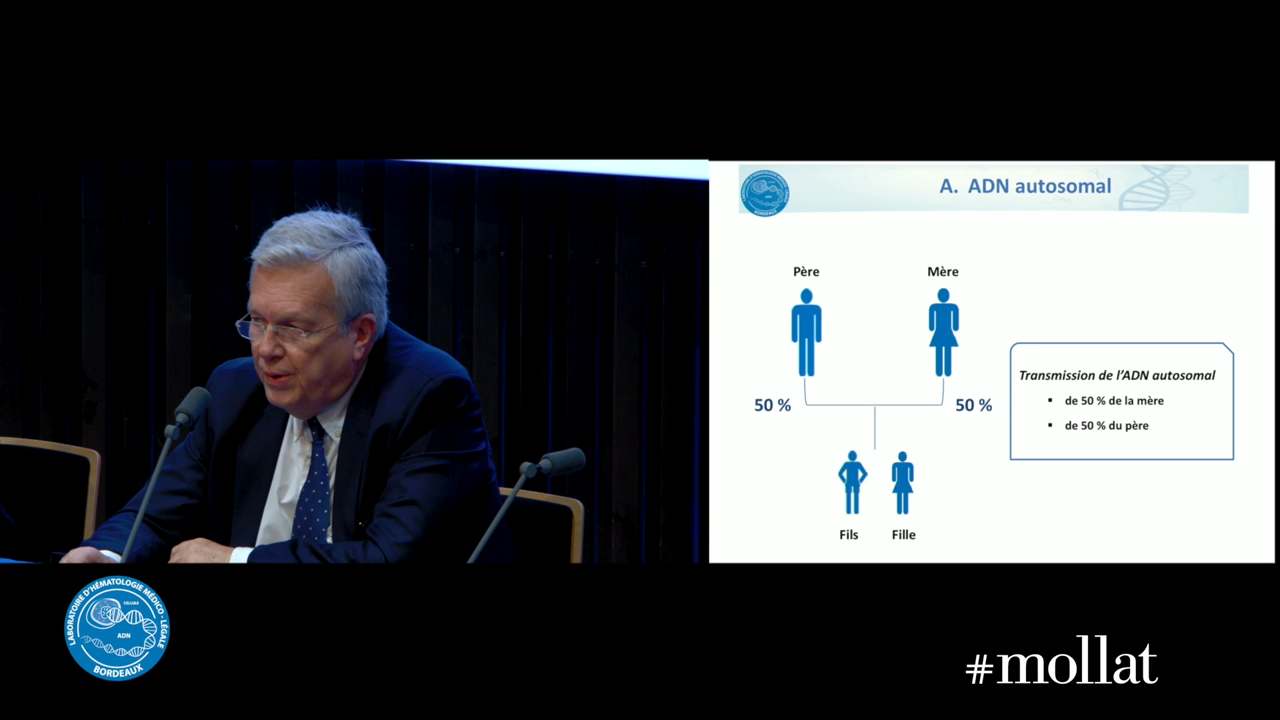 A. ADN autosomal
Père
Mère
50 %
50 %
Transmission de l'ADN autosomal
▪ de 50 % de la mère
▪ de 50 % du père
Fils
Fille
LABORATOIRE D'HÉMATOLOGIE MÉDICO-LÉGALE
CELLULE
ADN
BORDEAUX
#mollat